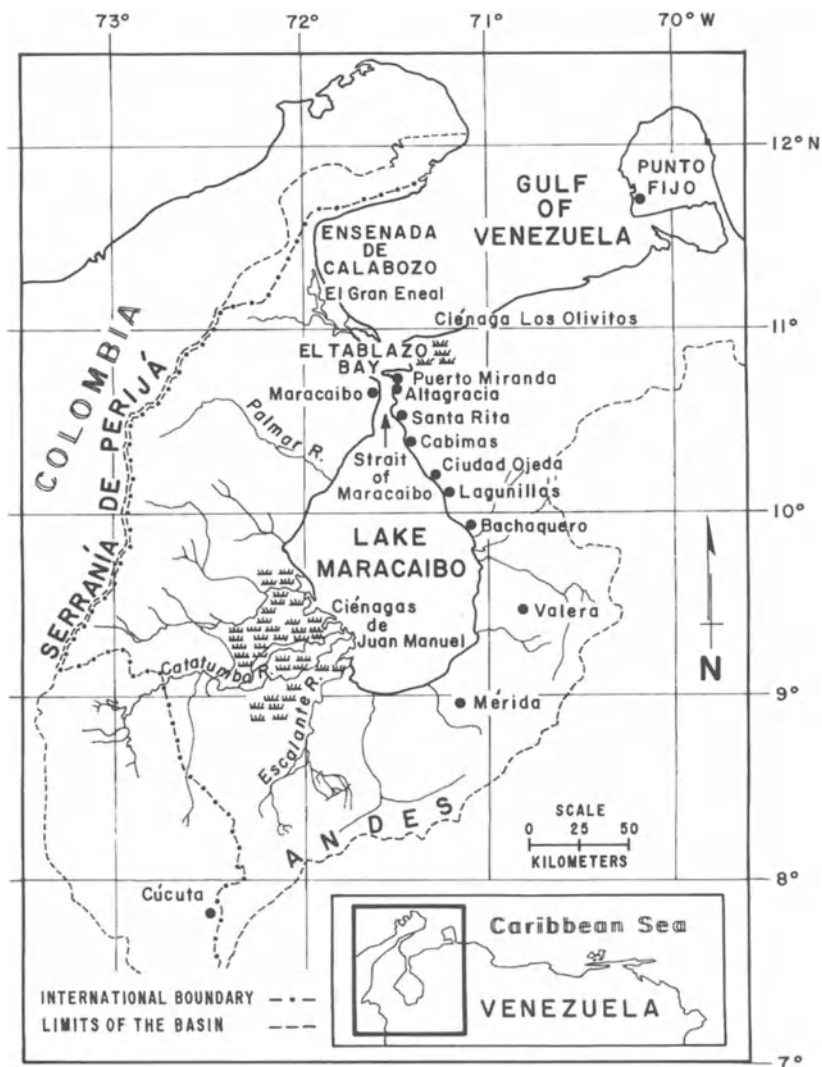 73°
72°
71°
70° W
12° N
PUNTO
FIJO
GULF
OF
VENEZUELA
ENSENADA
DE
CALABOZO
El Gran Eneal
Ciénaga Los Olivitos
11°
EL TABLAZO
BAY
Puerto Miranda
Maracaibo
Altagracia
Santa Rita
Cabimas
COLOMBIA
SERRANÍA DE PERIJÁ
Palmar R.
Strait
of
Maracaibo
Ciudad Ojeda
Lagunillas
10°
Bachaquero
LAKE
MARACAIBO
Valera
Ciénagas
de
Juan Manuel
Catatumbo R.
N
9°
Mérida
Escalante R.
ANDES
SCALE
0 25 50
KILOMETERS
8°
Cúcuta
Caribbean Sea
VENEZUELA
INTERNATIONAL BOUNDARY
LIMITS OF THE BASIN
7°